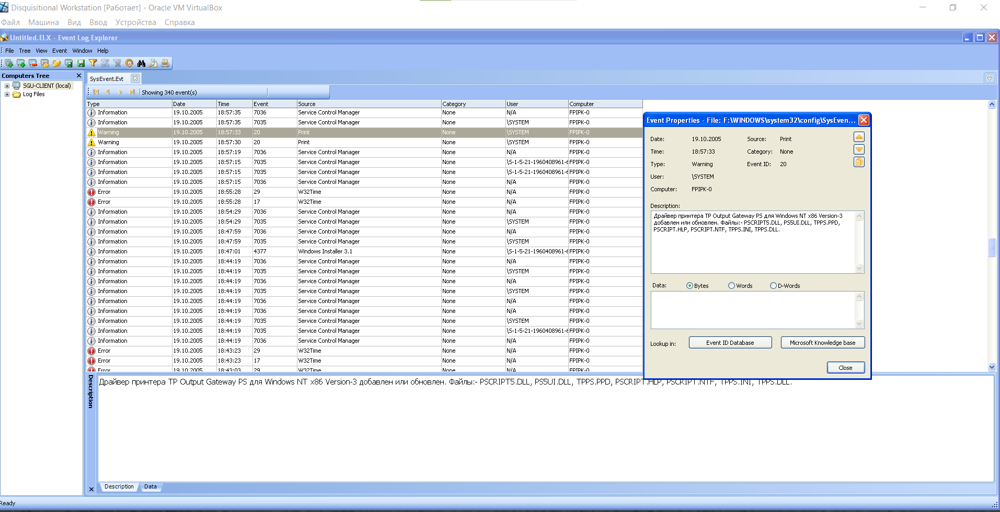 Disquisitional Workstation [Работает] - Oracle VM VirtualBox
Файл Машина Вид Ввод Устройства Справка
Untitled.ELX - Event Log Explorer
File Tree View Event Window Help
Computers Tree
SGU-CLIENT (local)
Log Files
SysEvent.Evt
Showing 340 event(s)
Type Date Time Event Source Category User Computer
Information 19.10.2005 18:57:35 7036 Service Control Manager None N/A FPIPK-0
Information 19.10.2005 18:57:35 7035 Service Control Manager None \SYSTEM FPIPK-0
Warning 19.10.2005 18:57:33 20 Print None \SYSTEM FPIPK-0
Warning 19.10.2005 18:57:30 20 Print None \SYSTEM FPIPK-0
Information 19.10.2005 18:57:19 7036 Service Control Manager None N/A FPIPK-0
Information 19.10.2005 18:57:15 7035 Service Control Manager None \S-1-5-21-1960408961-6 FPIPK-0
Information 19.10.2005 18:57:15 7035 Service Control Manager None \S-1-5-21-1960408961-6 FPIPK-0
Information 19.10.2005 18:57:15 7036 Service Control Manager None N/A FPIPK-0
Error 19.10.2005 18:55:28 29 W32Time None N/A FPIPK-0
Error 19.10.2005 18:55:28 17 W32Time None N/A FPIPK-0
Information 19.10.2005 18:54:29 7036 Service Control Manager None N/A FPIPK-0
Information 19.10.2005 18:54:29 7035 Service Control Manager None \SYSTEM FPIPK-0
Information 19.10.2005 18:47:59 7036 Service Control Manager None N/A FPIPK-0
Information 19.10.2005 18:47:59 7035 Service Control Manager None \SYSTEM FPIPK-0
Information 19.10.2005 18:47:01 4377 Windows Installer 3.1 None \S-1-5-21-1960408961-6 FPIPK-0
Information 19.10.2005 18:44:19 7036 Service Control Manager None N/A FPIPK-0
Information 19.10.2005 18:44:19 7035 Service Control Manager None \SYSTEM FPIPK-0
Information 19.10.2005 18:44:19 7036 Service Control Manager None N/A FPIPK-0
Information 19.10.2005 18:44:19 7035 Service Control Manager None \SYSTEM FPIPK-0
Information 19.10.2005 18:44:19 7036 Service Control Manager None N/A FPIPK-0
Information 19.10.2005 18:44:19 7036 Service Control Manager None N/A FPIPK-0
Information 19.10.2005 18:44:19 7035 Service Control Manager None \SYSTEM FPIPK-0
Information 19.10.2005 18:44:19 7035 Service Control Manager None \S-1-5-21-1960408961-6 FPIPK-0
Information 19.10.2005 18:44:19 7036 Service Control Manager None N/A FPIPK-0
Error 19.10.2005 18:43:23 29 W32Time None N/A FPIPK-0
Error 19.10.2005 18:43:23 17 W32Time None N/A FPIPK-0
Error 19.10.2005 18:43:03 29 W32Time None N/A FPIPK-0
Event Properties - File: F:\WINDOWS\system32\config\SysEven...
Date: 19.10.2005 Source: Print
Time: 18:57:33 Category: None
Type: Warning Event ID: 20
User: \SYSTEM
Computer: FPIPK-0
Description:
Драйвер принтера TP Output Gateway PS для Windows NT x86 Version-3
добавлен или обновлен. Файлы:- PSCRIPT5.DLL, PS5UI.DLL, TPPS.PPD,
PSCRIPT.HLP, PSCRIPT.NTF, TPPS.INI, TPPS.DLL.
Data: Bytes Words D-Words
Lookup in: Event ID Database Microsoft Knowledge base
Close
Description
Драйвер принтера TP Output Gateway PS для Windows NT x86 Version-3 добавлен или обновлен. Файлы:- PSCRIPT5.DLL, PS5UI.DLL, TPPS.PPD, PSCRIPT.HLP, PSCRIPT.NTF, TPPS.INI, TPPS.DLL.
Description Data
Ready